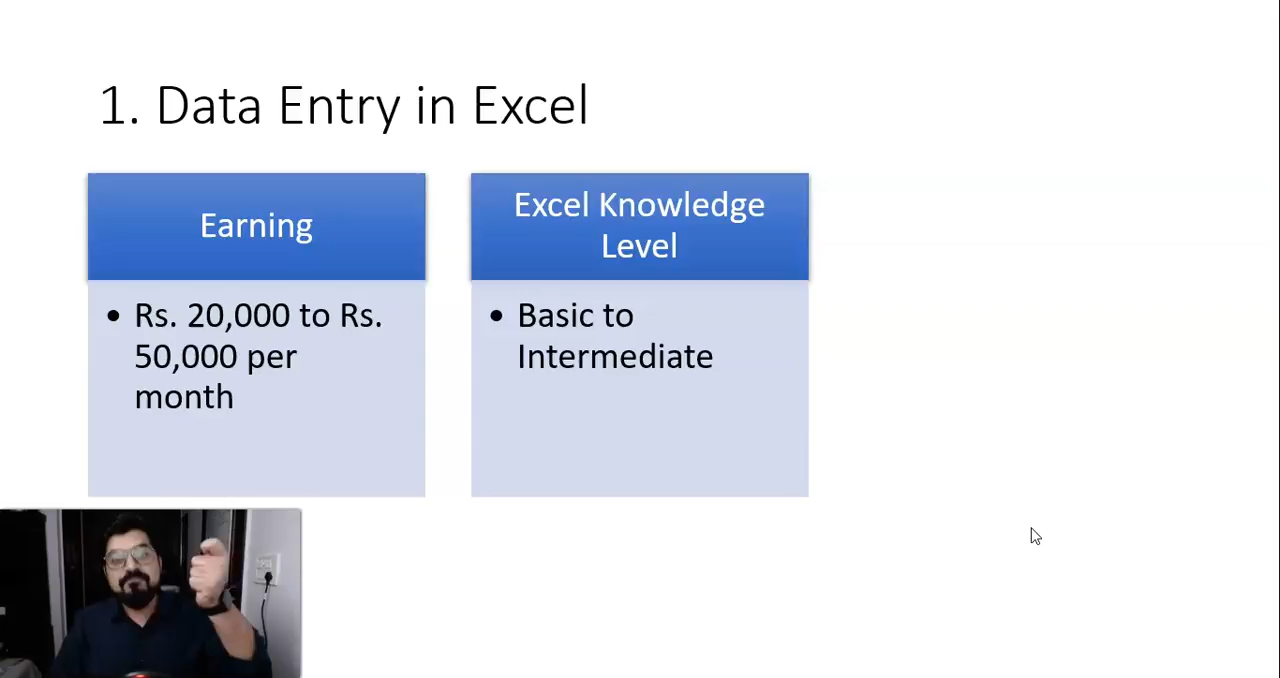 1. Data Entry in Excel
Earning
Excel Knowledge
Level
• Rs. 20,000 to Rs.
50,000 per
month
• Basic to
Intermediate